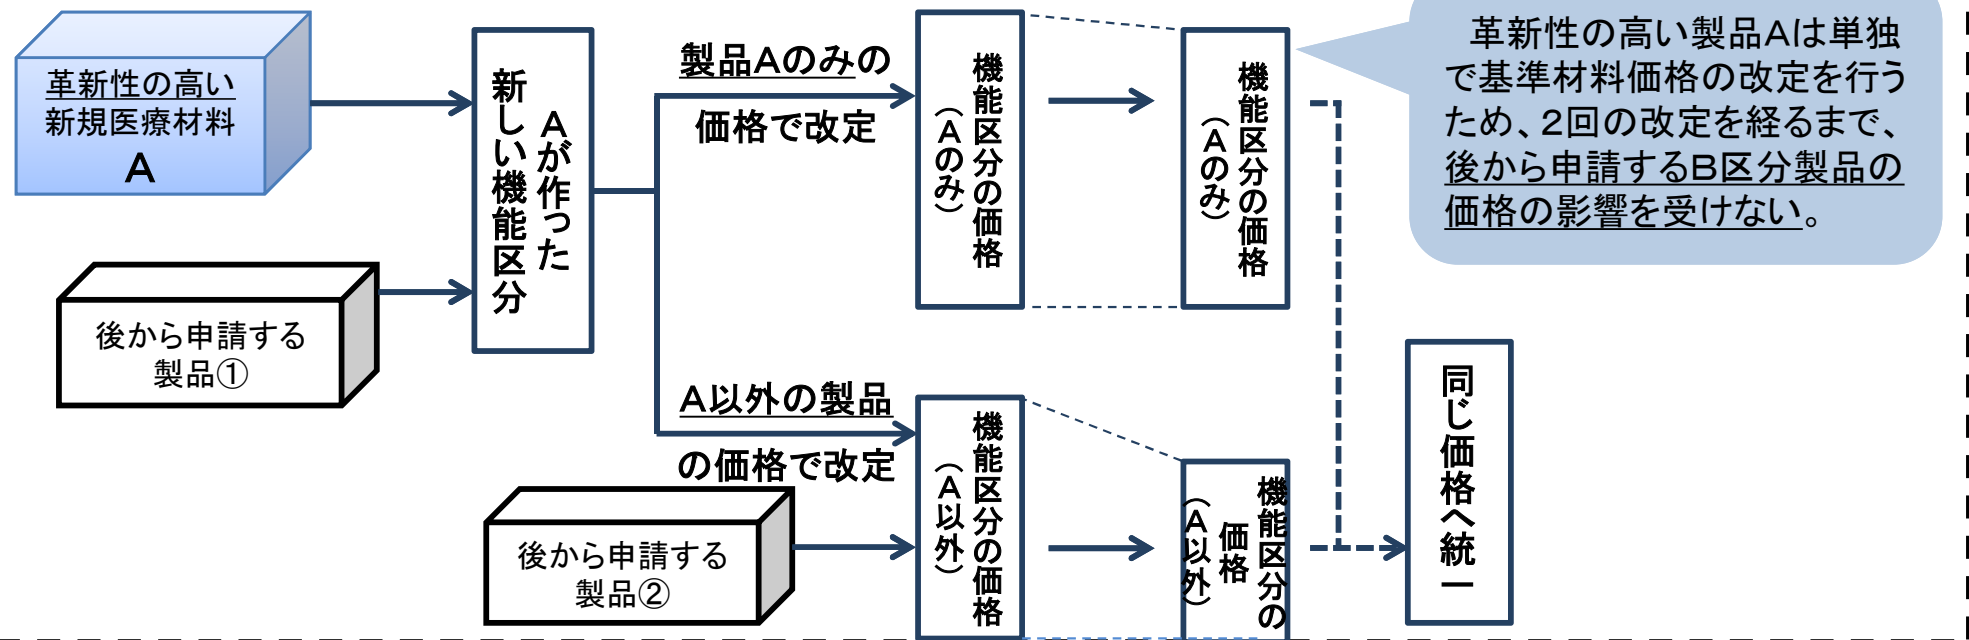 革新性の高い
新規医療材料
A
後から申請する
製品①
Aが作った
新しい機能区分
製品Aのみの
価格で改定
機能区分の価格
（Aのみ）
機能区分の価格
（Aのみ）
革新性の高い製品Aは単独
で基準材料価格の改定を行う
ため、2回の改定を経るまで、
後から申請するB区分製品の
価格の影響を受けない。
A以外の製品
の価格で改定
後から申請する
製品②
機能区分の価格
（A以外）
機能区分の
価格
（A以外）
同じ価格へ統一